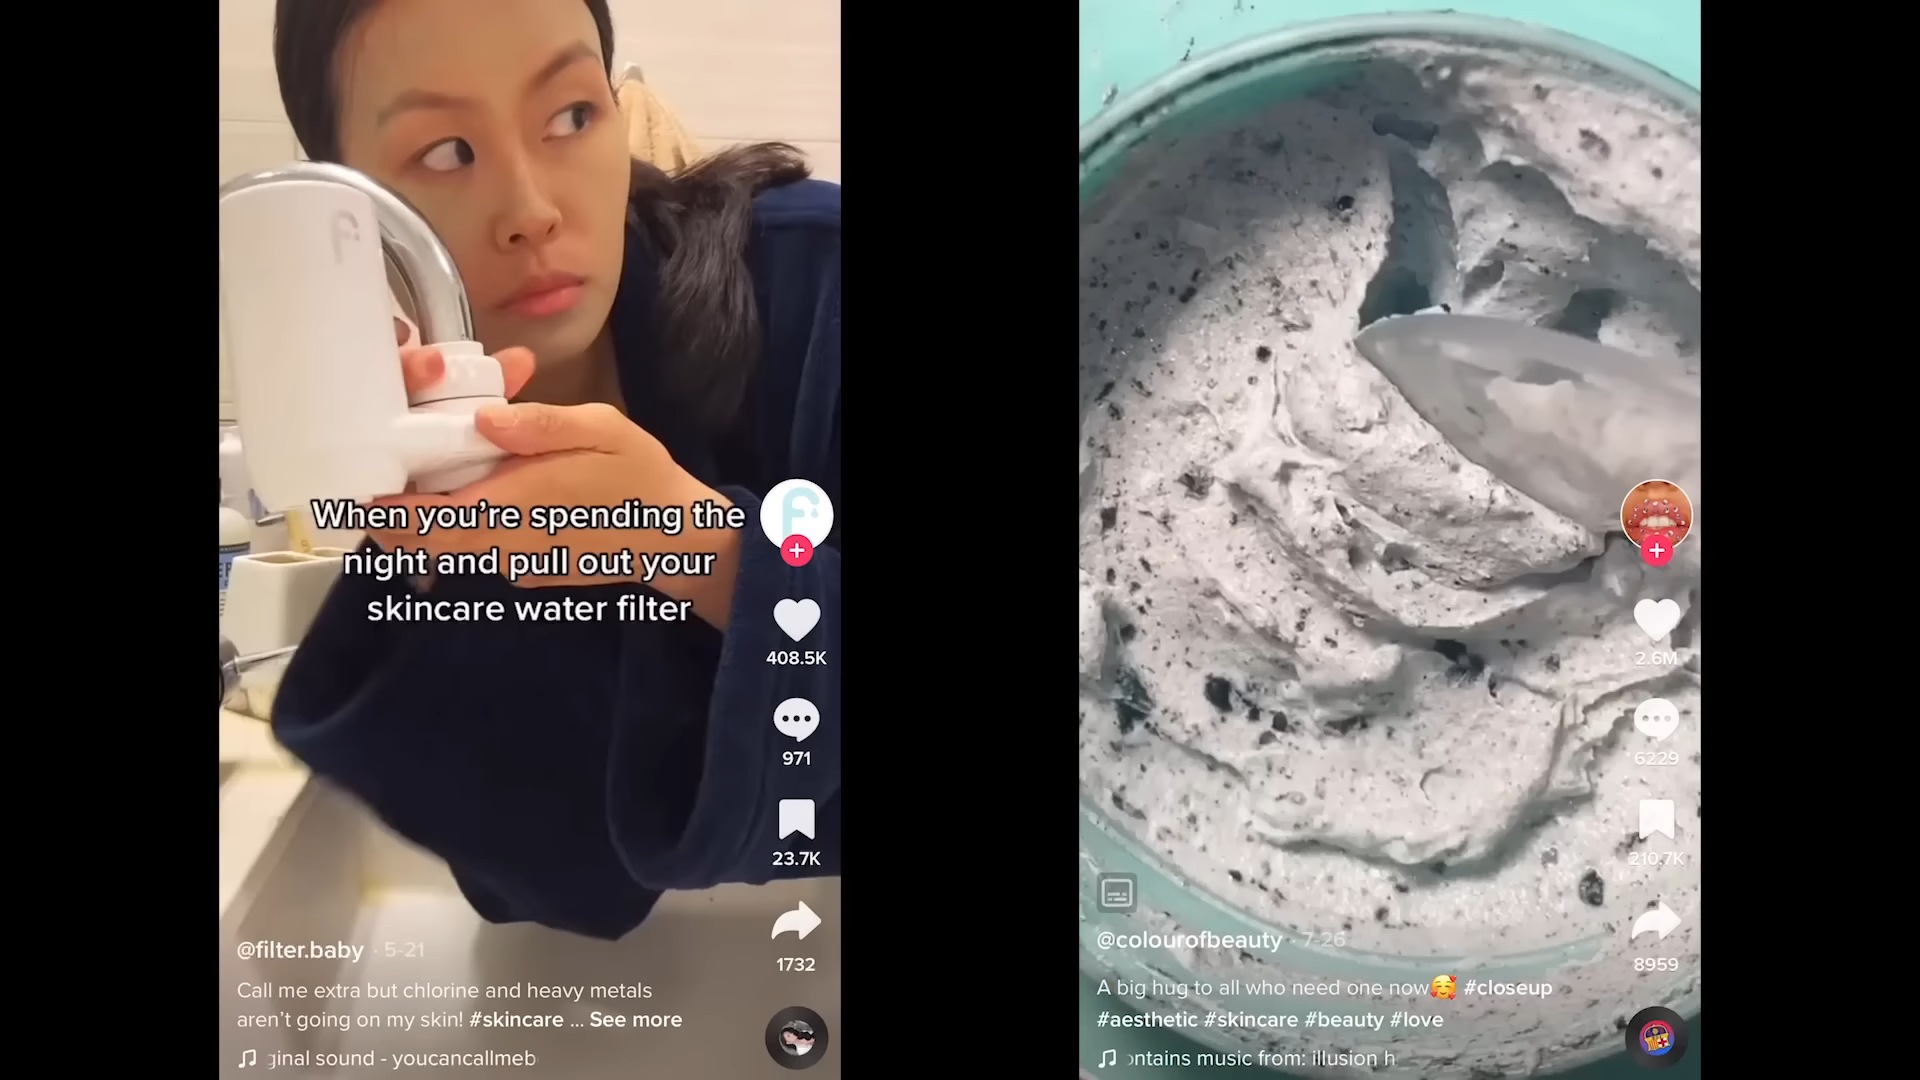 When you're spending the
night and pull out your
skincare water filter
408.5K
971
23.7K
1732
@filter.baby · 5-21
Call me extra but chlorine and heavy metals
aren't going on my skin! #skincare ... See more
ginal sound - youcancallmeb
2.6M
6229
210.7K
8959
@colourofbeauty · 7-26
A big hug to all who need one now🥰 #closeup
#aesthetic #skincare #beauty #love
ontains music from: illusion h